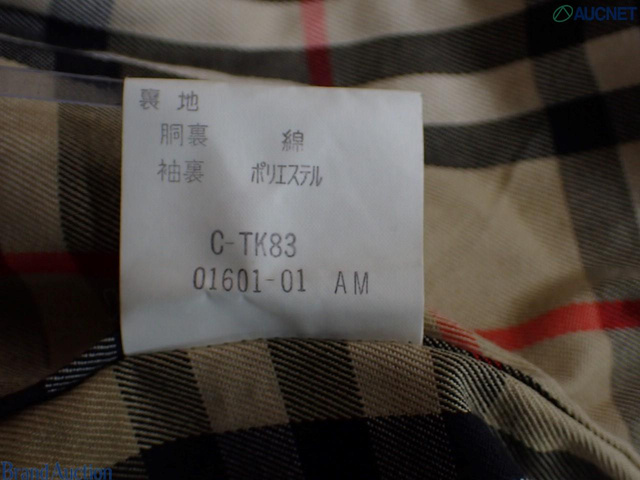 AUCNET
裏地
胴裏 綿
袖裏 ポリエステル
C-TK83
01601-01 AM
Brand Auction